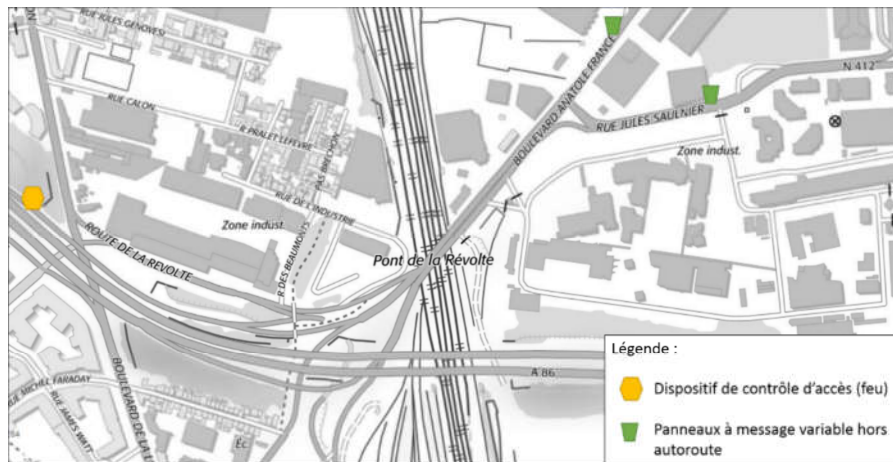 ON
RUE JULES GENOVESI
RUE CALON
R. PRALET LEFEVRE
PAS BRECHON
RUE DE L'INDUSTRIE
Zone indust.
R. DES BEAUMONTS
ROUTE DE LA REVOLTE
Pont de la Révolte
BOULEVARD ANATOLE FRANCE
RUE JULES SAULNIER
N 412
Zone indust.
A 86
RUE MICHEL FARADAY
RUE JAMES WATT
BOULEVARD DE LA L
Éc.
Légende :
Dispositif de contrôle d'accès (feu)
Panneaux à message variable hors
autoroute